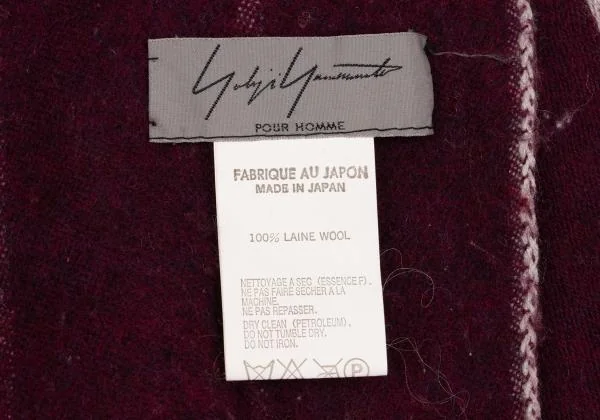 Yohji Yamamoto
POUR HOMME
FABRIQUE AU JAPON
MADE IN JAPAN
100% LAINE WOOL
NETTOYAGE A SEC (ESSENCE F).
NE PAS FAIRE SECHER A LA
MACHINE.
NE PAS REPASSER.
DRY CLEAN (PETROLEUM).
DO NOT TUMBLE DRY.
DO NOT IRON.
P